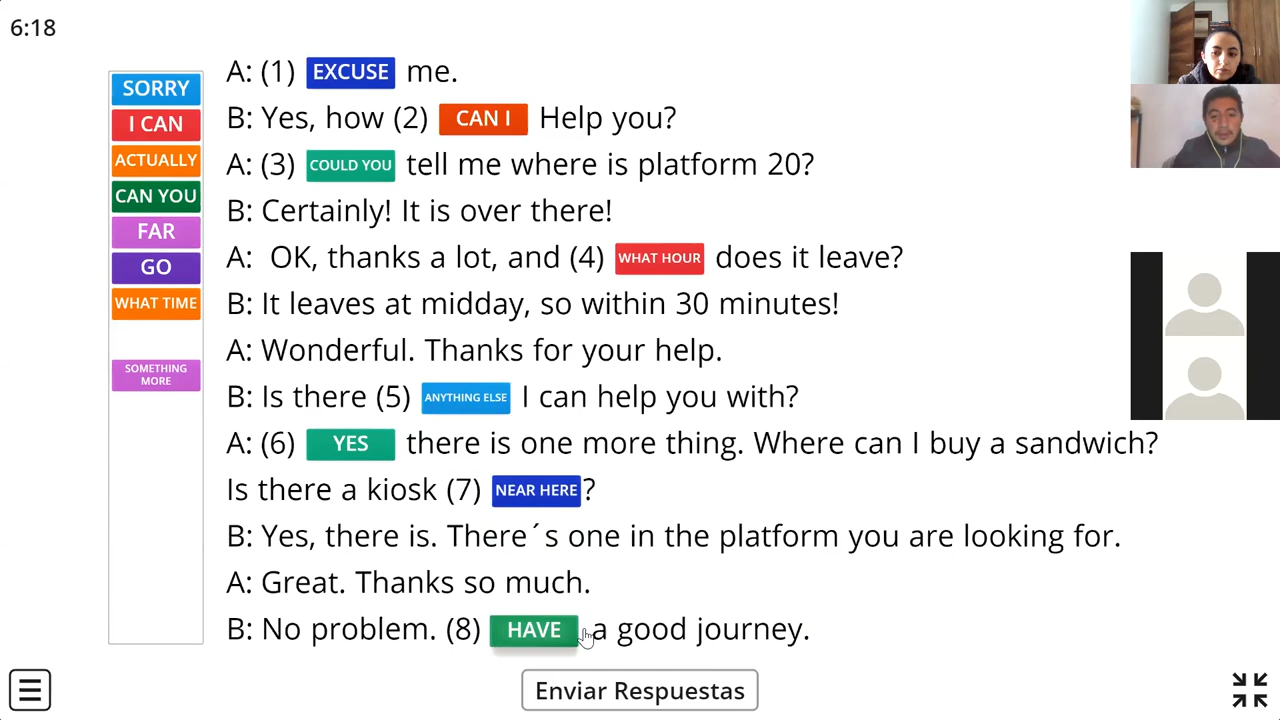 6:18
SORRY
I CAN
ACTUALLY
CAN YOU
FAR
GO
WHAT TIME
SOMETHING
MORE
A: (1) EXCUSE me.
B: Yes, how (2) CAN I Help you?
A: (3) COULD YOU tell me where is platform 20?
B: Certainly! It is over there!
A: OK, thanks a lot, and (4) WHAT HOUR does it leave?
B: It leaves at midday, so within 30 minutes!
A: Wonderful. Thanks for your help.
B: Is there (5) ANYTHING ELSE I can help you with?
A: (6) YES there is one more thing. Where can I buy a sandwich?
Is there a kiosk (7) NEAR HERE ?
B: Yes, there is. There´s one in the platform you are looking for.
A: Great. Thanks so much.
B: No problem. (8) HAVE a good journey.
Enviar Respuestas